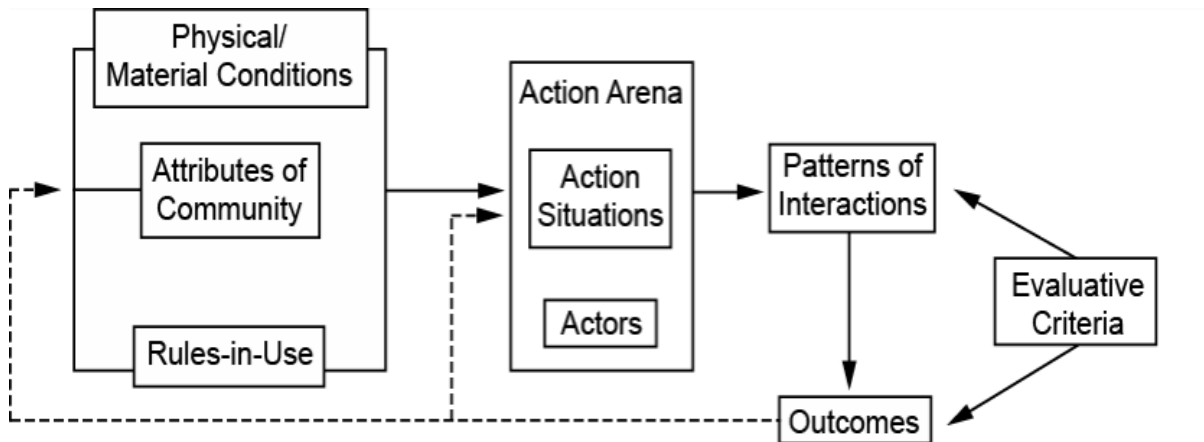 Physical/
Material Conditions
Attributes of
Community
Rules-in-Use
Action Arena
Action
Situations
Actors
Patterns of
Interactions
Outcomes
Evaluative
Criteria